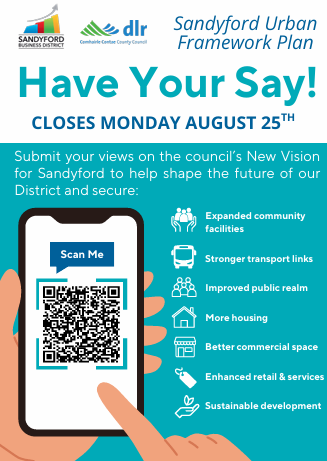 SANDYFORD
BUSINESS DISTRICT
dlr
Comhairle Contae County Council
Sandyford Urban
Framework Plan
Have Your Say!
CLOSES MONDAY AUGUST 25TH
Submit your views on the council's New Vision
for Sandyford to help shape the future of our
District and secure:
Scan Me
Expanded community
facilities
Stronger transport links
Improved public realm
More housing
Better commercial space
Enhanced retail & services
Sustainable development